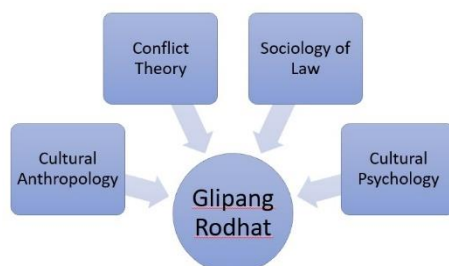 Conflict
Theory
Sociology of
Law
Cultural
Anthropology
Cultural
Psychology
Glipang
Rodhat